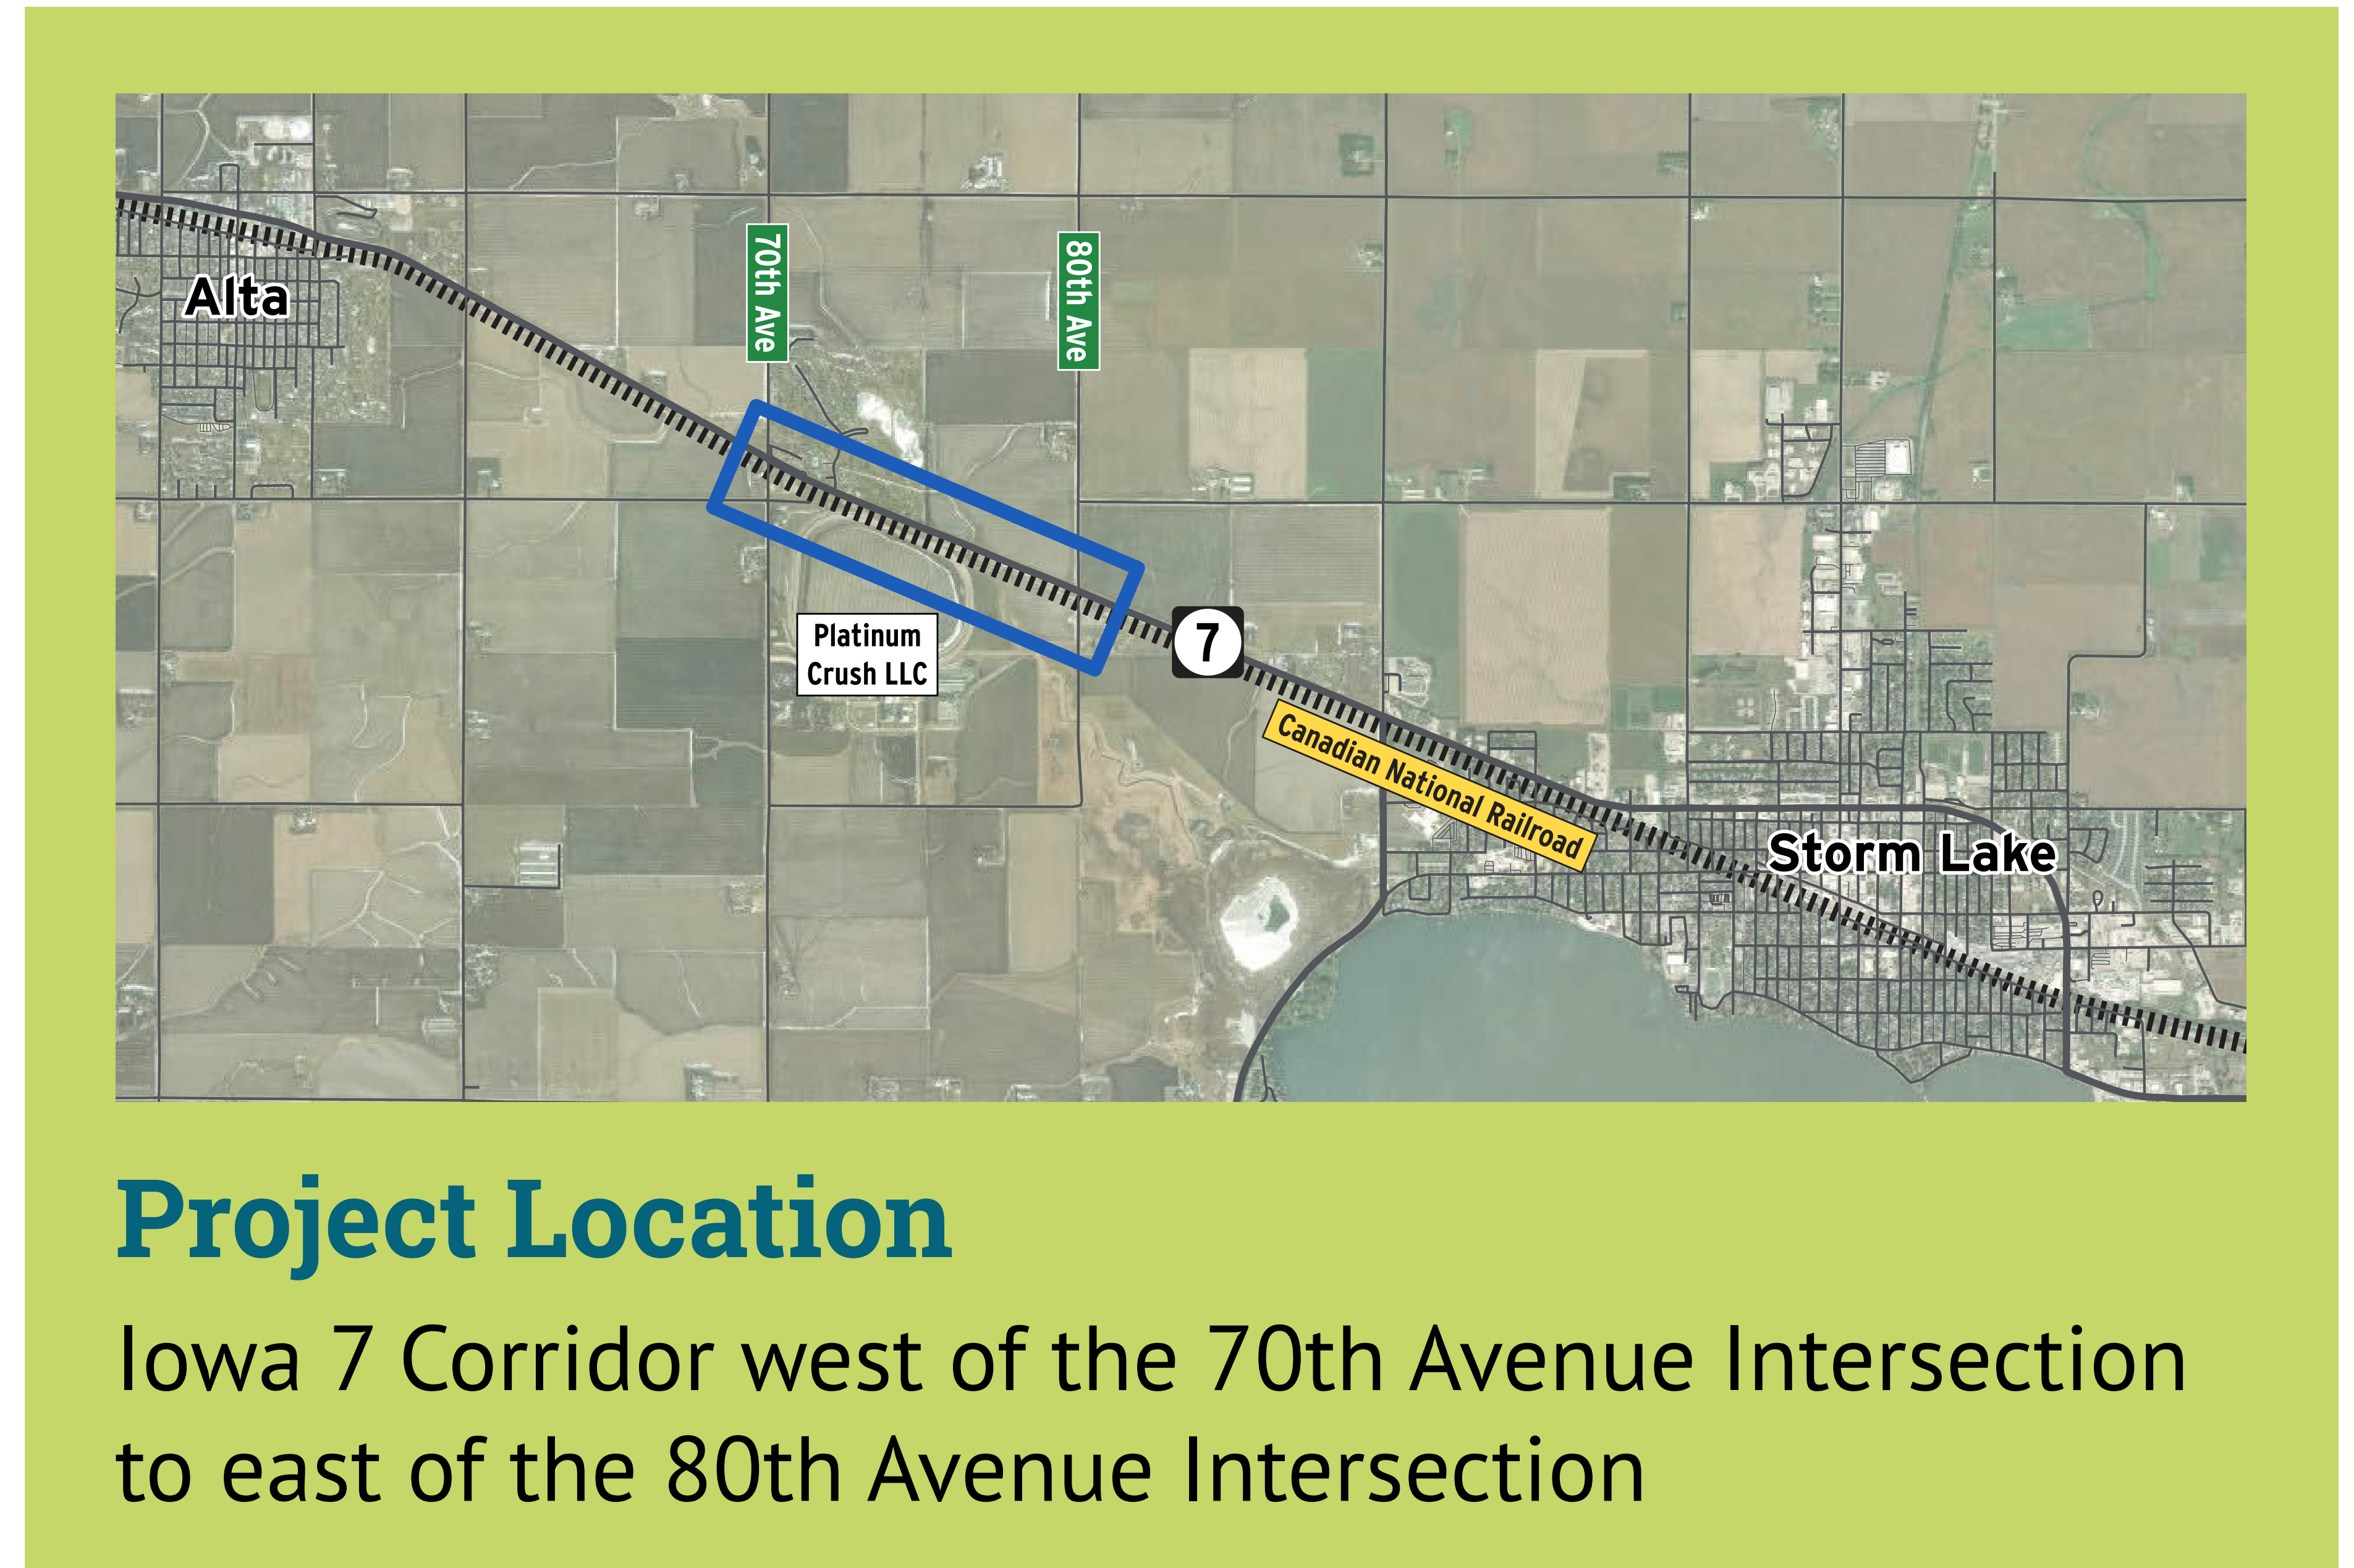 Alta
70th Ave
80th Ave
Platinum
Crush LLC
7
Canadian National Railroad
Storm Lake
Project Location
Iowa 7 Corridor west of the 70th Avenue Intersection
to east of the 80th Avenue Intersection